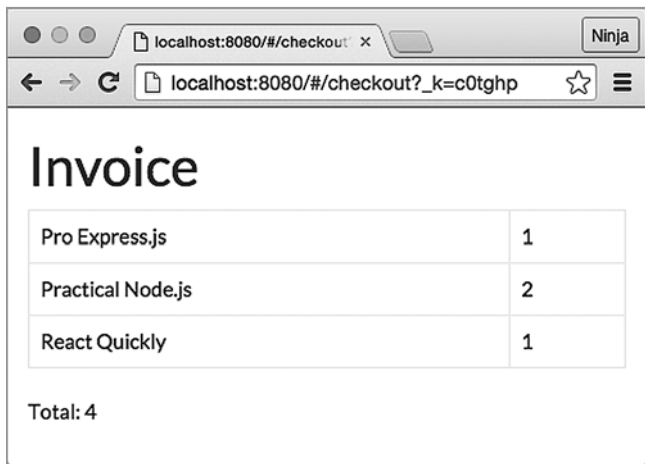 localhost:8080/#/checkout
Ninja
localhost:8080/#/checkout?_k=c0tghp
Invoice
Pro Express.js 1
Practical Node.js 2
React Quickly 1
Total: 4